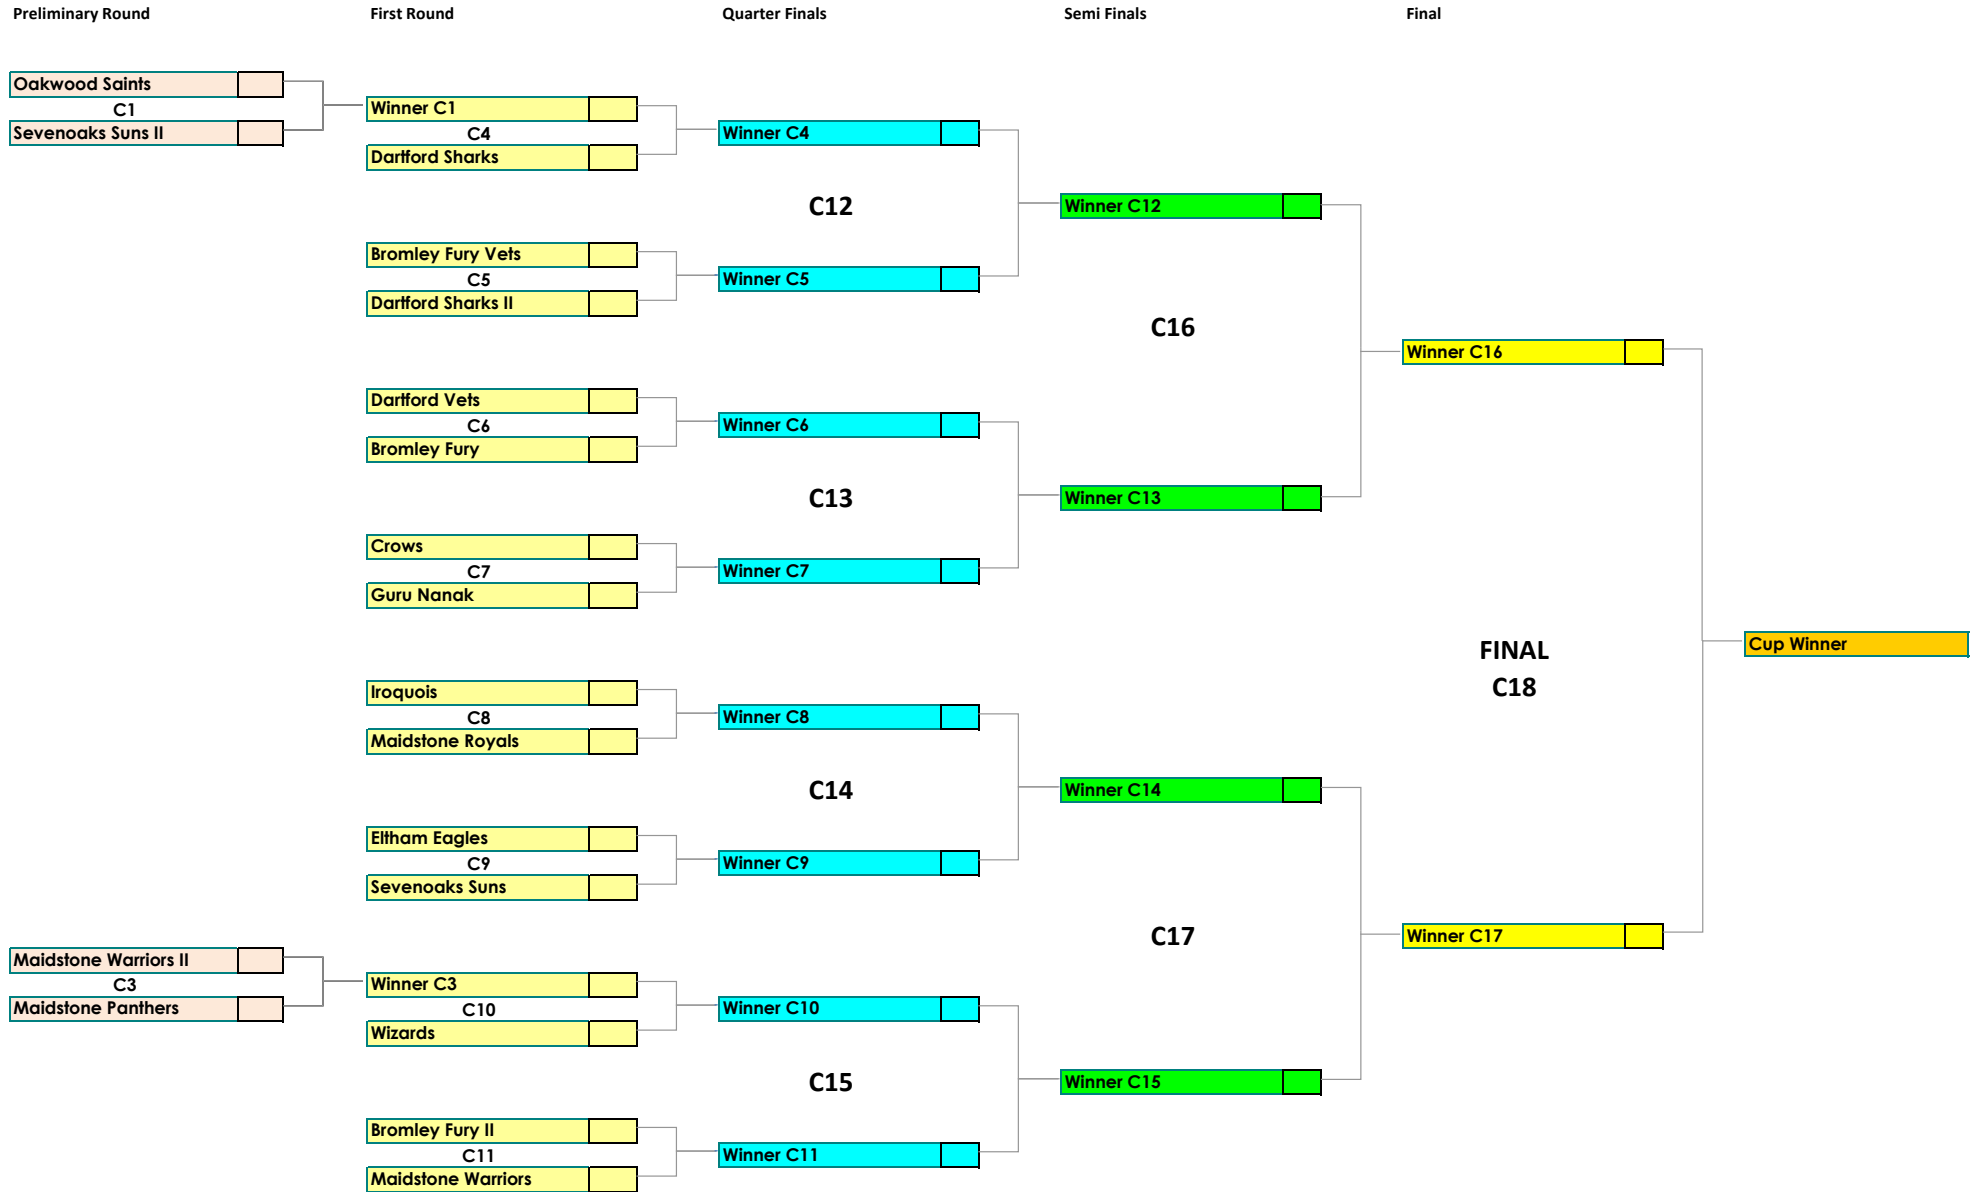 Preliminary Round
First Round
Quarter Finals
Semi Finals
Final
Oakwood Saints
C1
Sevenoaks Suns II
Winner C1
C4
Dartford Sharks
Bromley Fury Vets
C5
Dartford Sharks II
Dartford Vets
C6
Bromley Fury
Crows
C7
Guru Nanak
Iroquois
C8
Maidstone Royals
Eltham Eagles
C9
Sevenoaks Suns
Maidstone Warriors II
C3
Maidstone Panthers
Winner C3
C10
Wizards
Bromley Fury II
C11
Maidstone Warriors
Winner C4
C12
Winner C5
Winner C6
C13
Winner C7
Winner C8
C14
Winner C9
Winner C10
C15
Winner C11
Winner C12
C16
Winner C13
Winner C14
C17
Winner C15
Winner C16
FINAL
C18
Winner C17
Cup Winner